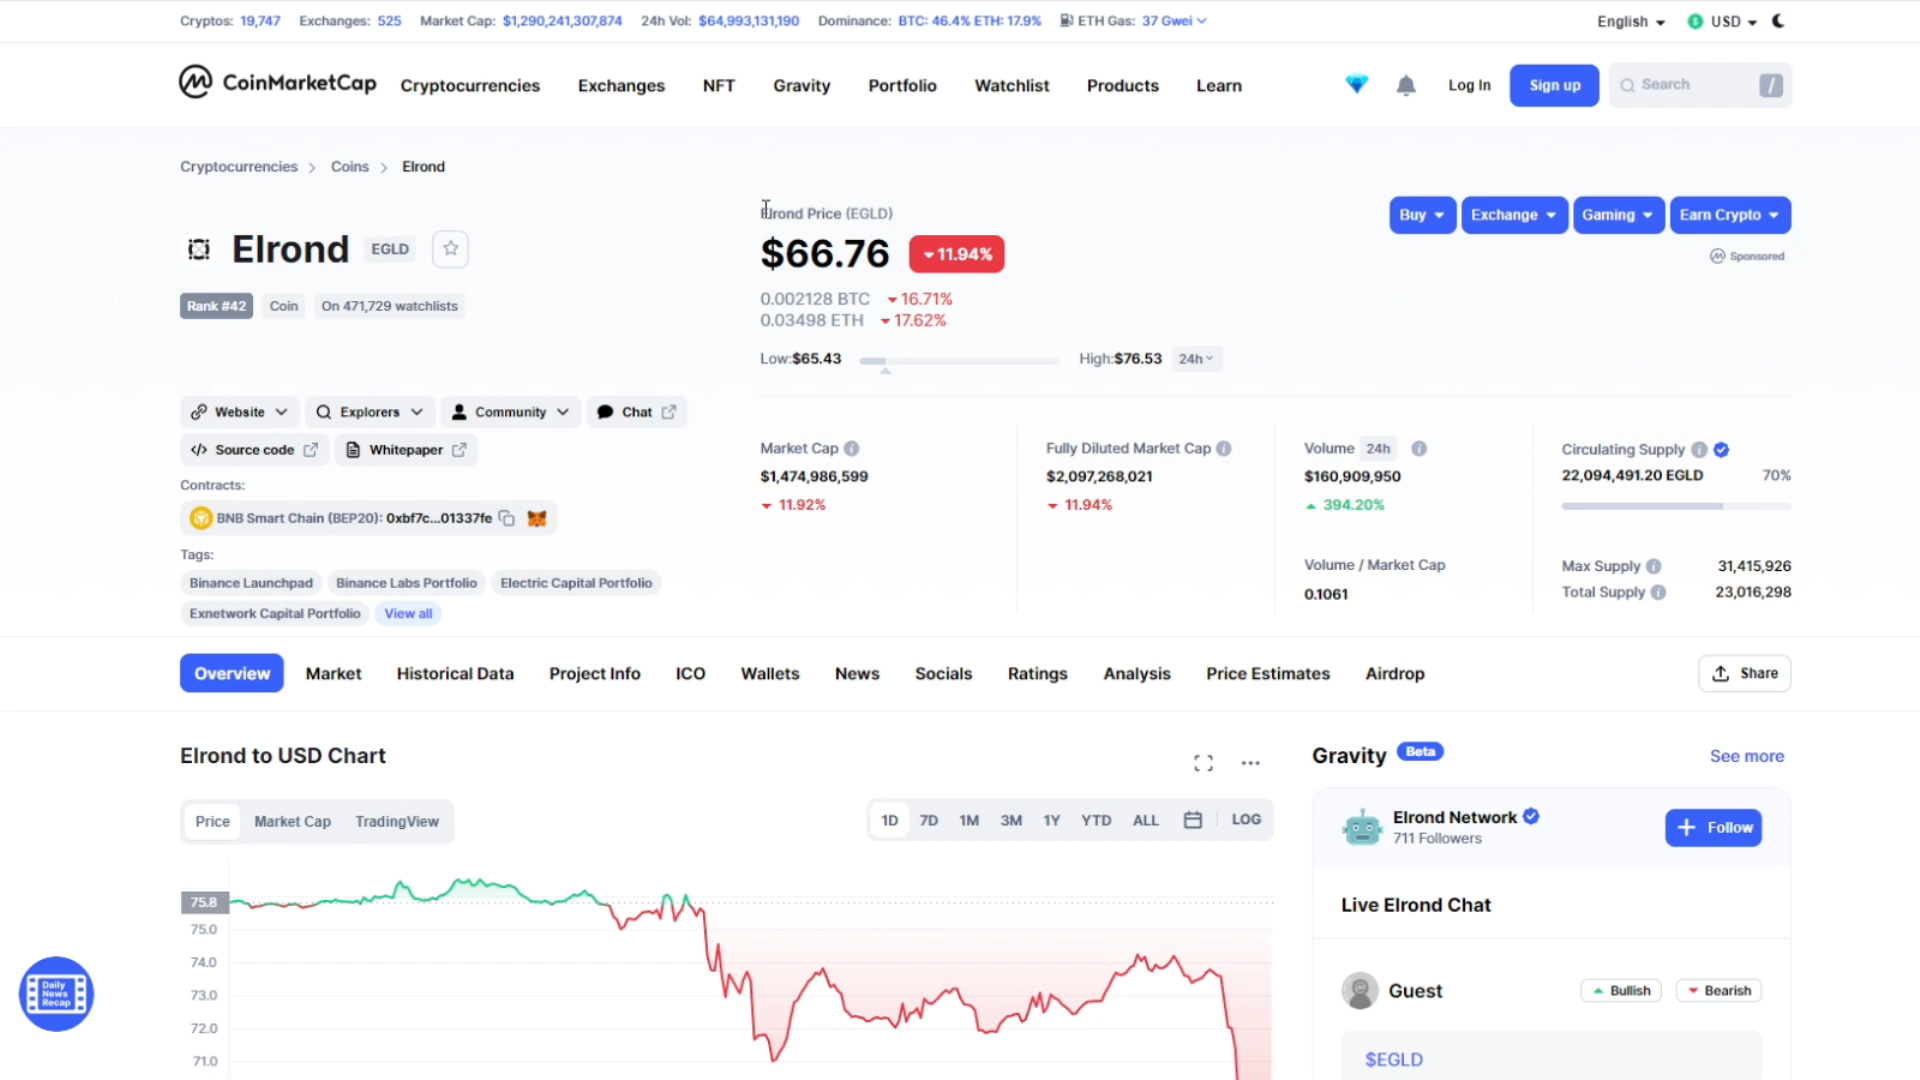 Cryptos: 19,747 Exchanges: 525 Market Cap: $1,290,241,307,874 24h Vol: $64,993,131,190 Dominance: BTC: 46.4% ETH: 17.9% ETH Gas: 37 Gwei English USD
CoinMarketCap Cryptocurrencies Exchanges NFT Gravity Portfolio Watchlist Products Learn Log In Sign up Search /
Cryptocurrencies > Coins > Elrond
Elrond EGLD
Rank #42 Coin On 471,729 watchlists
Elrond Price (EGLD)
$66.76 11.94%
0.002128 BTC 16.71%
0.03498 ETH 17.62%
Low:$65.43 High:$76.53 24h
Buy Exchange Gaming Earn Crypto
Sponsored
Website Explorers Community Chat
Source code Whitepaper
Contracts:
BNB Smart Chain (BEP20): 0xbf7c...01337fe
Tags:
Binance Launchpad Binance Labs Portfolio Electric Capital Portfolio
Exnetwork Capital Portfolio View all
Market Cap
$1,474,986,599
11.92%
Fully Diluted Market Cap
$2,097,268,021
11.94%
Volume 24h
$160,909,950
394.20%
Volume / Market Cap
0.1061
Circulating Supply
22,094,491.20 EGLD 70%
Max Supply 31,415,926
Total Supply 23,016,298
Overview Market Historical Data Project Info ICO Wallets News Socials Ratings Analysis Price Estimates Airdrop Share
Elrond to USD Chart
Price Market Cap TradingView 1D 7D 1M 3M 1Y YTD ALL LOG
75.8
75.0
74.0
73.0
72.0
71.0
Daily
News
Recap
Gravity Beta See more
Elrond Network
711 Followers
Follow
Live Elrond Chat
Guest Bullish Bearish
$EGLD